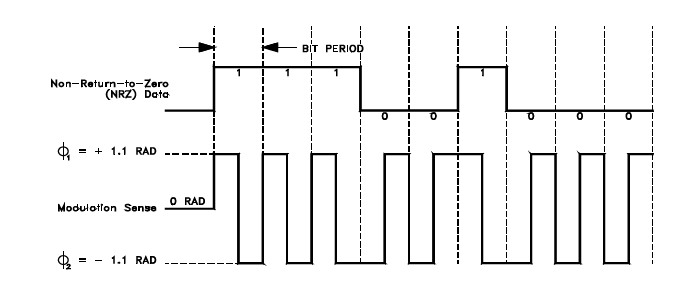 BIT PERIOD
1 1 1 1
Non-Return-to-Zero
(NRZ) Data
0 0 0 0 0
ϕ₁ = + 1.1 RAD
0 RAD
Modulation Sense
ϕ₂ = - 1.1 RAD